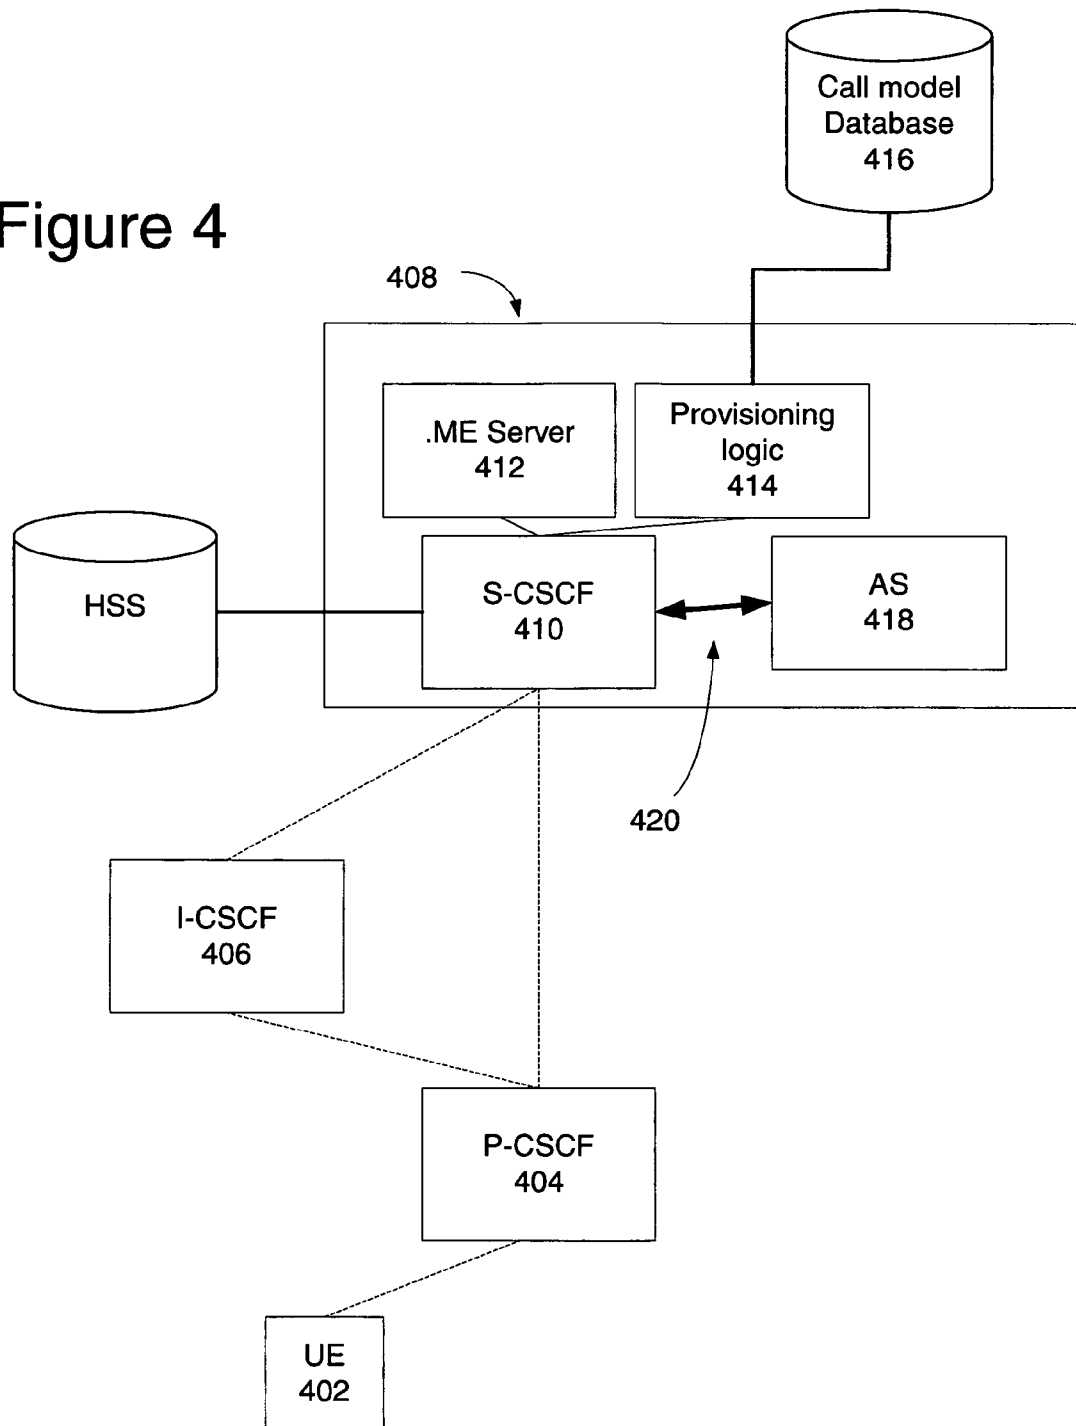 Call model
Database
416
Figure 4
408
.ME Server
412
Provisioning
logic
414
HSS
S-CSCF
410
AS
418
420
I-CSCF
406
P-CSCF
404
UE
402